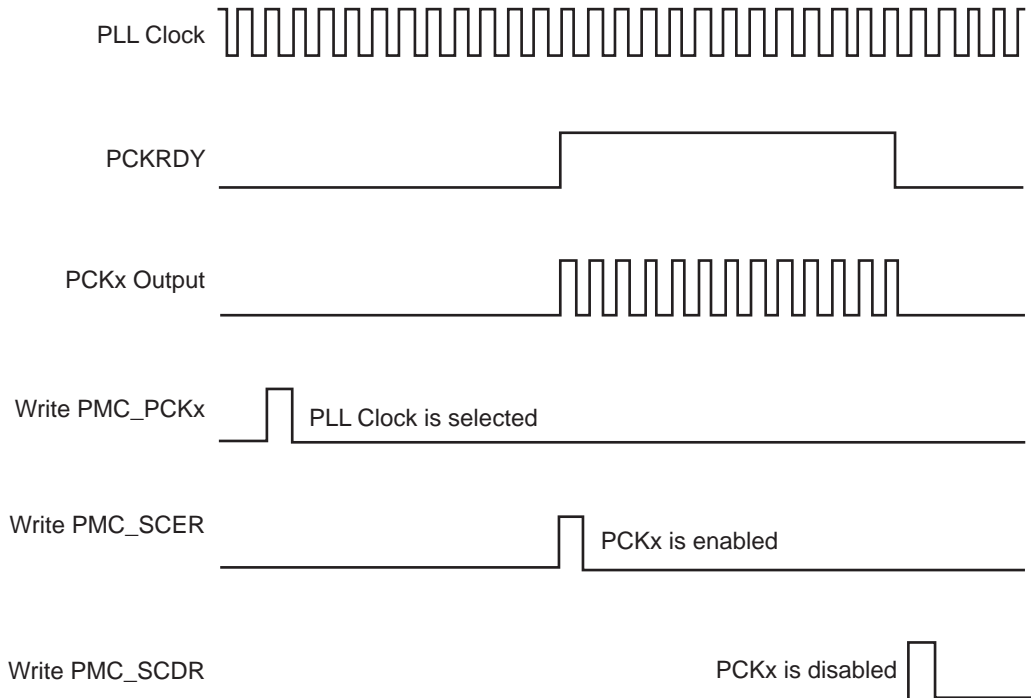 PLL Clock
PCKRDY
PCKx Output
Write PMC_PCKx
PLL Clock is selected
Write PMC_SCER
PCKx is enabled
Write PMC_SCDR
PCKx is disabled